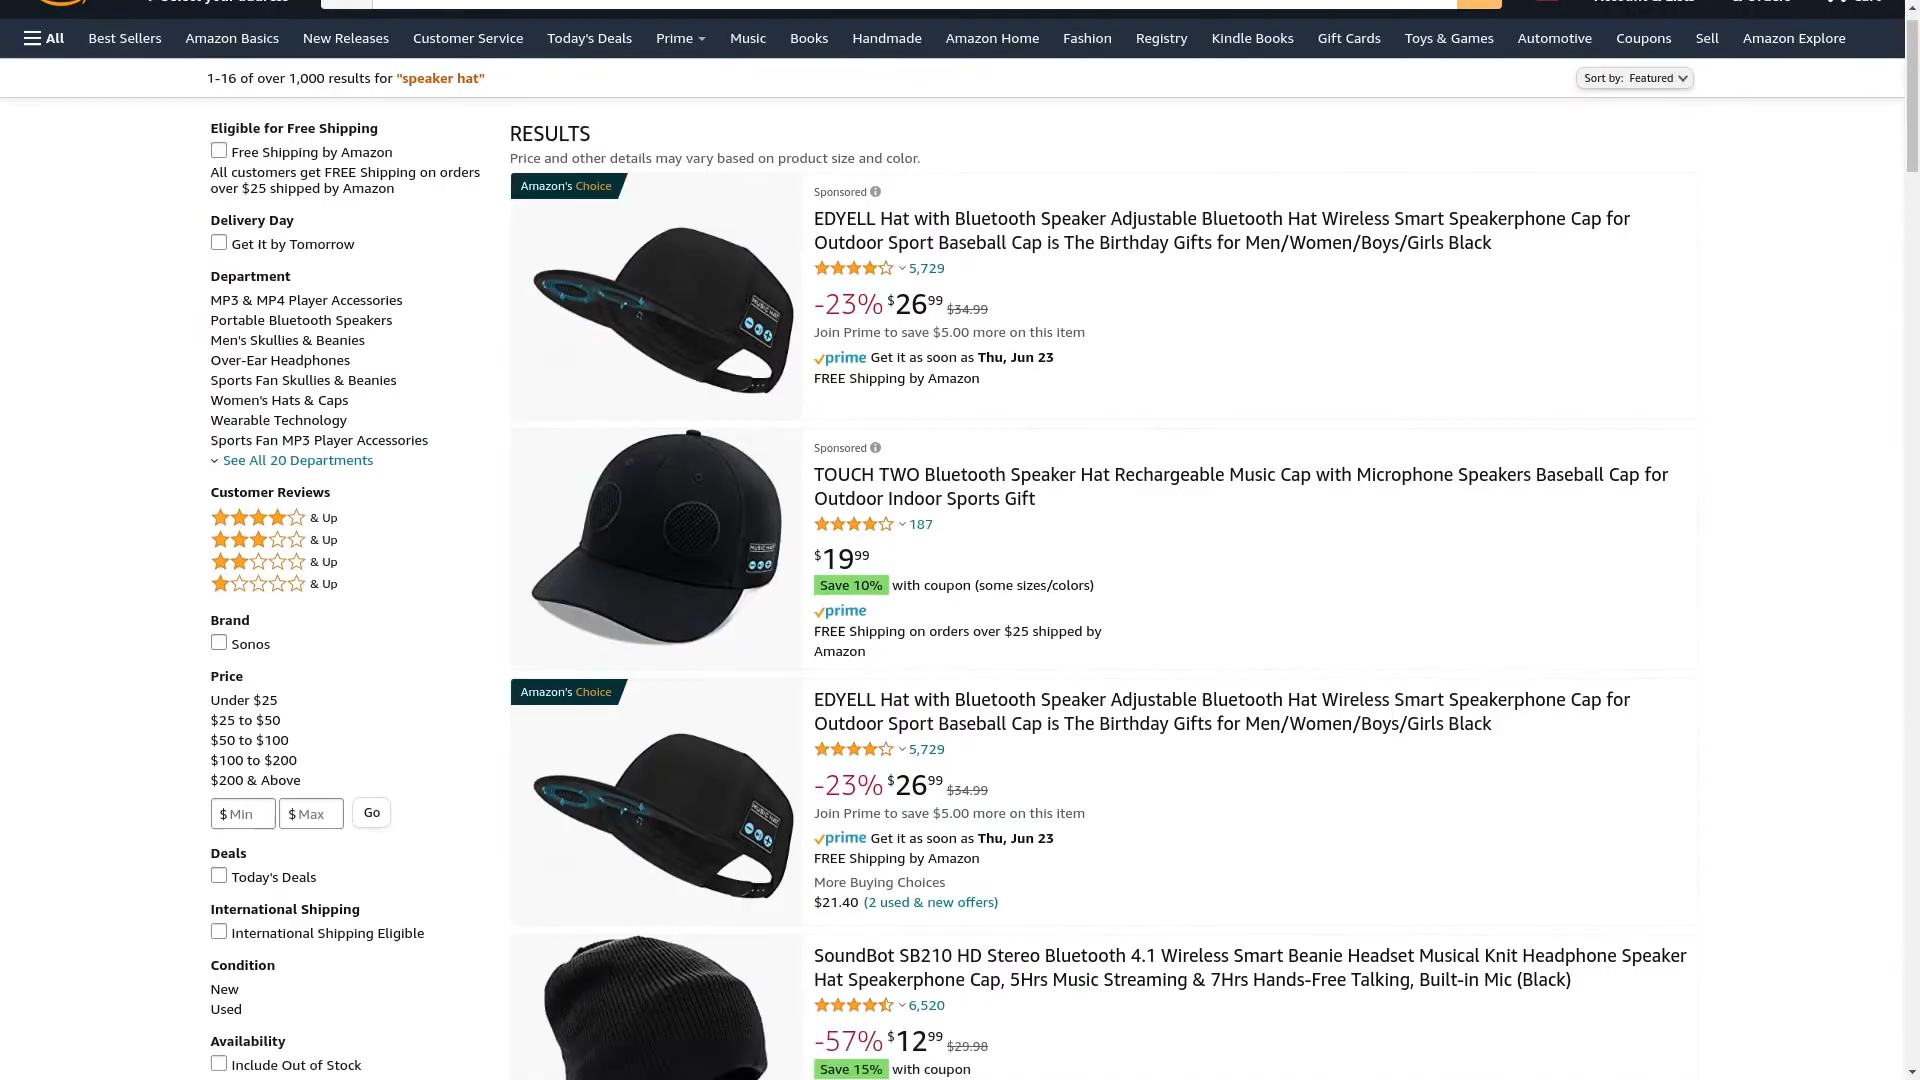 All
Best Sellers
Amazon Basics
New Releases
Customer Service
Today's Deals
Prime
Music
Books
Handmade
Amazon Home
Fashion
Registry
Kindle Books
Gift Cards
Toys & Games
Automotive
Coupons
Sell
Amazon Explore
1-16 of over 1,000 results for "speaker hat"
Sort by: Featured
Eligible for Free Shipping
Free Shipping by Amazon
All customers get FREE Shipping on orders
over $25 shipped by Amazon
Delivery Day
Get It by Tomorrow
Department
MP3 & MP4 Player Accessories
Portable Bluetooth Speakers
Men's Skullies & Beanies
Over-Ear Headphones
Sports Fan Skullies & Beanies
Women's Hats & Caps
Wearable Technology
Sports Fan MP3 Player Accessories
See All 20 Departments
Customer Reviews
& Up
& Up
& Up
& Up
Brand
Sonos
Price
Under $25
$25 to $50
$50 to $100
$100 to $200
$200 & Above
$ Min
$ Max
Go
Deals
Today's Deals
International Shipping
International Shipping Eligible
Condition
New
Used
Availability
Include Out of Stock
RESULTS
Price and other details may vary based on product size and color.
Amazon's Choice
MUSIC HAT
Sponsored
EDYELL Hat with Bluetooth Speaker Adjustable Bluetooth Hat Wireless Smart Speakerphone Cap for
Outdoor Sport Baseball Cap is The Birthday Gifts for Men/Women/Boys/Girls Black
5,729
-23% $26.99 $34.99
Join Prime to save $5.00 more on this item
prime Get it as soon as Thu, Jun 23
FREE Shipping by Amazon
MUSIC HAT
Sponsored
TOUCH TWO Bluetooth Speaker Hat Rechargeable Music Cap with Microphone Speakers Baseball Cap for
Outdoor Indoor Sports Gift
187
$19.99
Save 10% with coupon (some sizes/colors)
prime
FREE Shipping on orders over $25 shipped by
Amazon
Amazon's Choice
MUSIC HAT
EDYELL Hat with Bluetooth Speaker Adjustable Bluetooth Hat Wireless Smart Speakerphone Cap for
Outdoor Sport Baseball Cap is The Birthday Gifts for Men/Women/Boys/Girls Black
5,729
-23% $26.99 $34.99
Join Prime to save $5.00 more on this item
prime Get it as soon as Thu, Jun 23
FREE Shipping by Amazon
More Buying Choices
$21.40 (2 used & new offers)
SoundBot SB210 HD Stereo Bluetooth 4.1 Wireless Smart Beanie Headset Musical Knit Headphone Speaker
Hat Speakerphone Cap, 5Hrs Music Streaming & 7Hrs Hands-Free Talking, Built-in Mic (Black)
6,520
-57% $12.99 $29.98
Save 15% with coupon